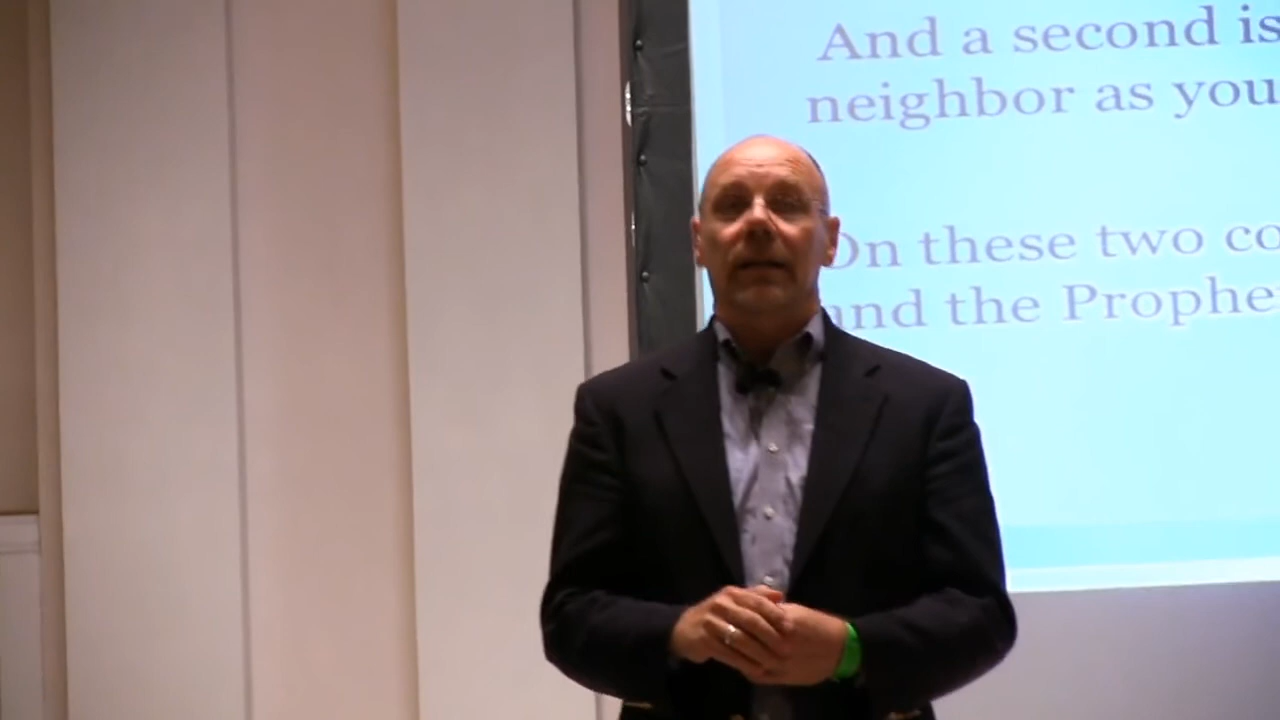 And a second is
neighbor as you
On these two co
and the Prophe